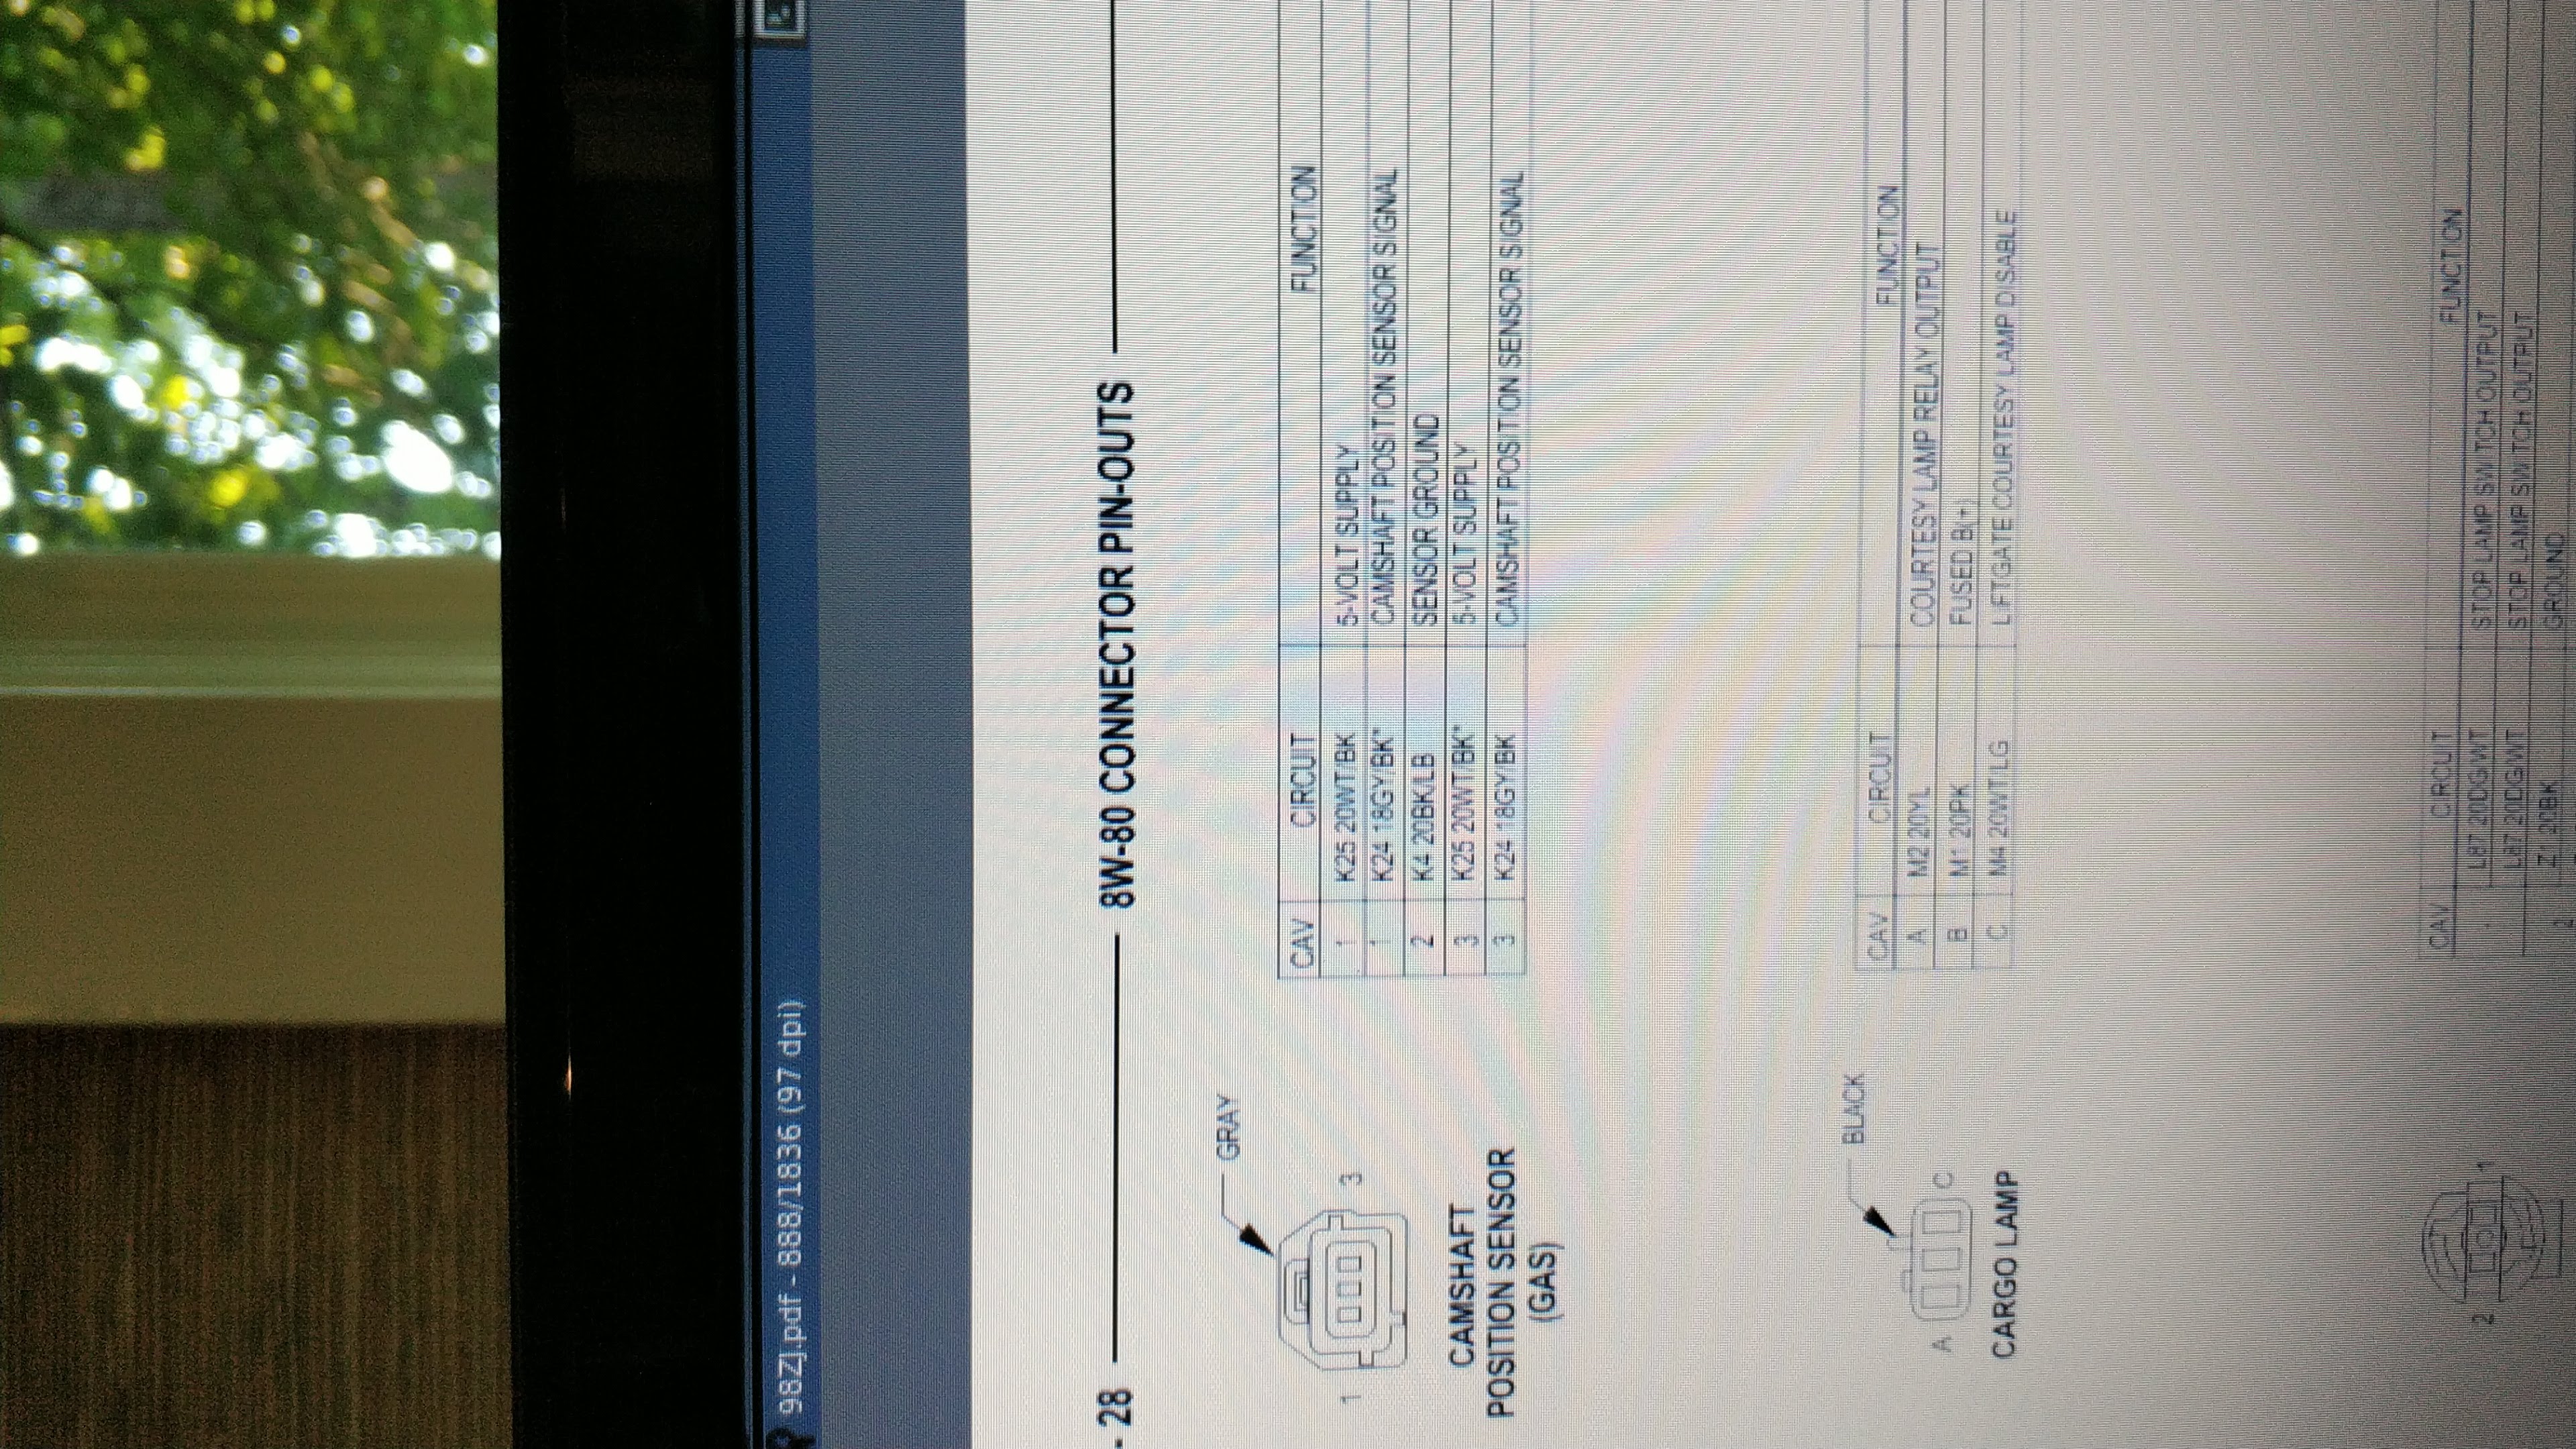 98ZJ.pdf - 888/1836 (97 dpi)
- 28 8W-80 CONNECTOR PIN-OUTS
GRAY
1 3
CAMSHAFT
POSITION SENSOR
(GAS)
CAV CIRCUIT FUNCTION
1 K25 20WT/BK 5-VOLT SUPPLY
1 K24 18GY/BK* CAMSHAFT POSITION SENSOR SIGNAL
2 K4 20BK/LB SENSOR GROUND
3 K25 20WT/BK* 5-VOLT SUPPLY
3 K24 18GY/BK CAMSHAFT POSITION SENSOR SIGNAL
BLACK
A C
CARGO LAMP
CAV CIRCUIT FUNCTION
A M2 20YL COURTESY LAMP RELAY OUTPUT
B M1 20PK FUSED B(+)
C M4 20WT/LG LIFTGATE COURTESY LAMP DISABLE
2 1
CAV CIRCUIT FUNCTION
L87 20DG/WT STOP LAMP SWITCH OUTPUT
L87 20DG/WT STOP LAMP SWITCH OUTPUT
2 Z1 20BK GROUND